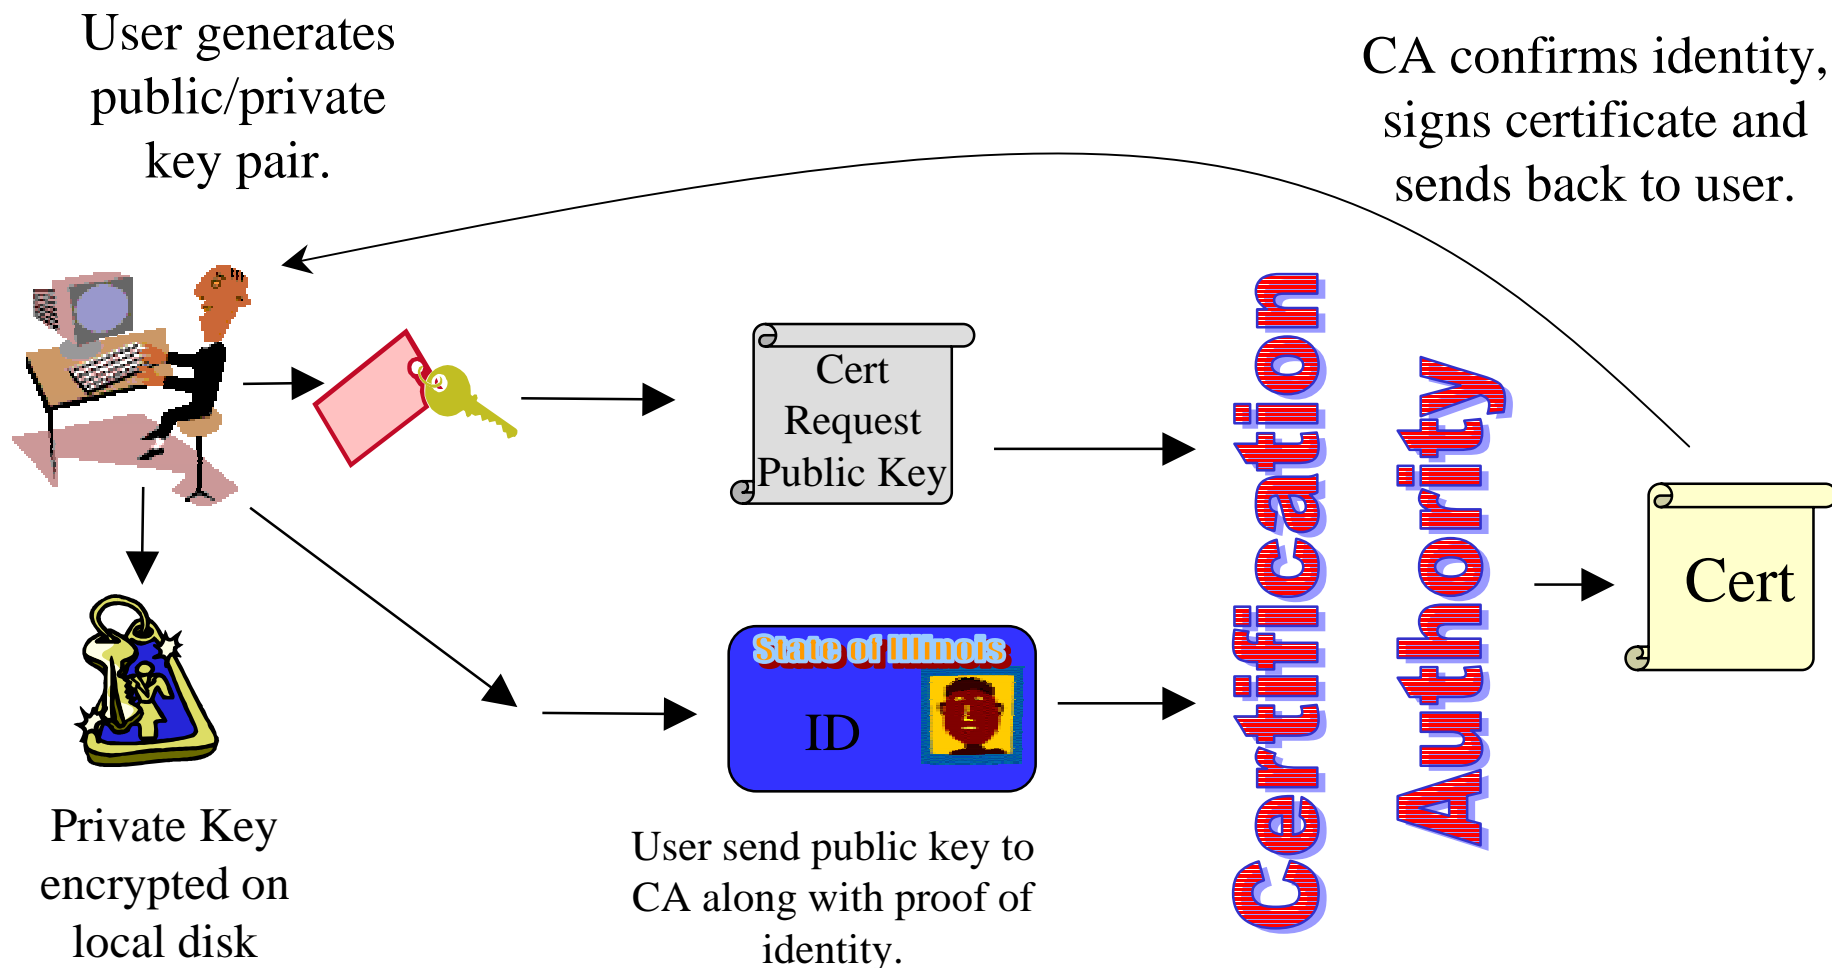 User generates
public/private
key pair.
CA confirms identity,
signs certificate and
sends back to user.
Cert
Request
Public Key
Certification
Authority
Cert
State of Illinois
ID
Private Key
encrypted on
local disk
User send public key to
CA along with proof of
identity.